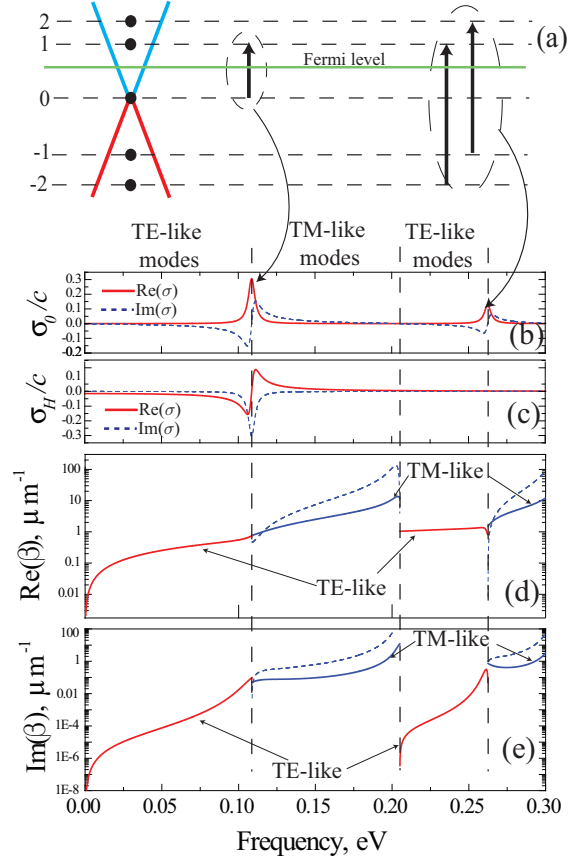 2
(a)
1
Fermi level
0
-1
-2
TE-like
modes
TM-like
modes
TE-like
modes
σ0/c
0.3
0.2
0.1
0.0
-0.1
-0.2
Re(σ)
Im(σ)
(b)
σH/c
0.1
0.0
-0.1
-0.2
-0.3
Re(σ)
Im(σ)
(c)
Re(β), μm⁻¹
100
10
1
0.1
0.01
TM-like
TE-like
(d)
Im(β), μm⁻¹
100
1
0.01
1E-4
1E-6
1E-8
TM-like
TE-like
(e)
0.00 0.05 0.10 0.15 0.20 0.25 0.30
Frequency, eV